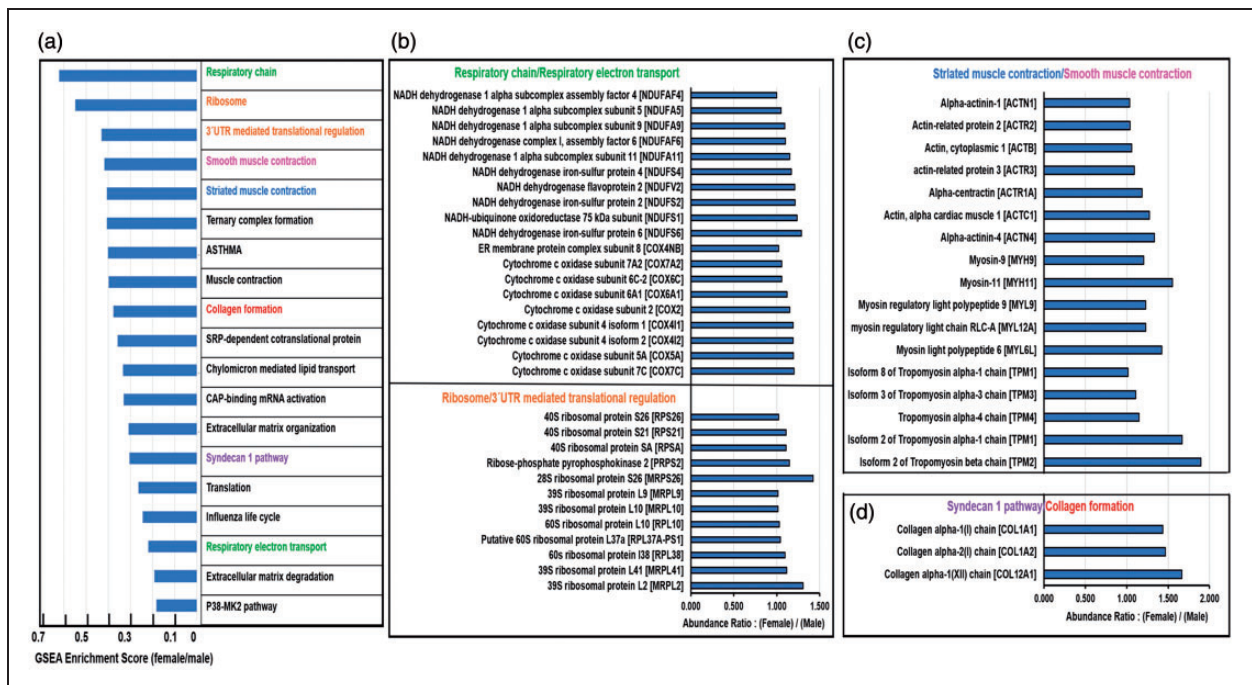 (a)
Respiratory chain
Ribosome
3´UTR mediated translational regulation
Smooth muscle contraction
Striated muscle contraction
Ternary complex formation
ASTHMA
Muscle contraction
Collagen formation
SRP-dependent cotranslational protein
Chylomicron mediated lipid transport
CAP-binding mRNA activation
Extracellular matrix organization
Syndecan 1 pathway
Translation
Influenza life cycle
Respiratory electron transport
Extracellular matrix degradation
P38-MK2 pathway
0.7 0.5 0.3 0.1 0
GSEA Enrichment Score (female/male)
(b)
Respiratory chain/Respiratory electron transport
NADH dehydrogenase 1 alpha subcomplex assembly factor 4 [NDUFAF4]
NADH dehydrogenase 1 alpha subcomplex subunit 5 [NDUFA5]
NADH dehydrogenase 1 alpha subcomplex subunit 9 [NDUFA9]
NADH dehydrogenase complex I, assembly factor 6 [NDUFAF6]
NADH dehydrogenase 1 alpha subcomplex subunit 11 [NDUFA11]
NADH dehydrogenase iron-sulfur protein 4 [NDUFS4]
NADH dehydrogenase flavoprotein 2 [NDUFV2]
NADH dehydrogenase iron-sulfur protein 2 [NDUFS2]
NADH-ubiquinone oxidoreductase 75 kDa subunit [NDUFS1]
NADH dehydrogenase iron-sulfur protein 6 [NDUFS6]
ER membrane protein complex subunit 8 [COX4NB]
Cytochrome c oxidase subunit 7A2 [COX7A2]
Cytochrome c oxidase subunit 6C-2 [COX6C]
Cytochrome c oxidase subunit 6A1 [COX6A1]
Cytochrome c oxidase subunit 2 [COX2]
Cytochrome c oxidase subunit 4 isoform 1 [COX4I1]
Cytochrome c oxidase subunit 4 isoform 2 [COX4I2]
Cytochrome c oxidase subunit 5A [COX5A]
Cytochrome c oxidase subunit 7C [COX7C]
Ribosome/3´UTR mediated translational regulation
40S ribosomal protein S26 [RPS26]
40S ribosomal protein S21 [RPS21]
40S ribosomal protein SA [RPSA]
Ribose-phosphate pyrophosphokinase 2 [PRPS2]
28S ribosomal protein S26 [MRPS26]
39S ribosomal protein L9 [MRPL9]
39S ribosomal protein L10 [MRPL10]
60S ribosomal protein L10 [RPL10]
Putative 60S ribosomal protein L37a [RPL37A-PS1]
60s ribosomal protein l38 [RPL38]
39S ribosomal protein L41 [MRPL41]
39S ribosomal protein L2 [MRPL2]
0.000 0.500 1.000 1.500
Abundance Ratio : (Female) / (Male)
(c)
Striated muscle contraction/Smooth muscle contraction
Alpha-actinin-1 [ACTN1]
Actin-related protein 2 [ACTR2]
Actin, cytoplasmic 1 [ACTB]
actin-related protein 3 [ACTR3]
Alpha-centractin [ACTR1A]
Actin, alpha cardiac muscle 1 [ACTC1]
Alpha-actinin-4 [ACTN4]
Myosin-9 [MYH9]
Myosin-11 [MYH11]
Myosin regulatory light polypeptide 9 [MYL9]
myosin regulatory light chain RLC-A [MYL12A]
Myosin light polypeptide 6 [MYL6L]
Isoform 8 of Tropomyosin alpha-1 chain [TPM1]
Isoform 3 of Tropomyosin alpha-3 chain [TPM3]
Tropomyosin alpha-4 chain [TPM4]
Isoform 2 of Tropomyosin alpha-1 chain [TPM1]
Isoform 2 of Tropomyosin beta chain [TPM2]
(d)
Syndecan 1 pathway/Collagen formation
Collagen alpha-1(I) chain [COL1A1]
Collagen alpha-2(I) chain [COL1A2]
Collagen alpha-1(XII) chain [COL12A1]
0.000 1.000 2.000
Abundance Ratio : (Female) / (Male)